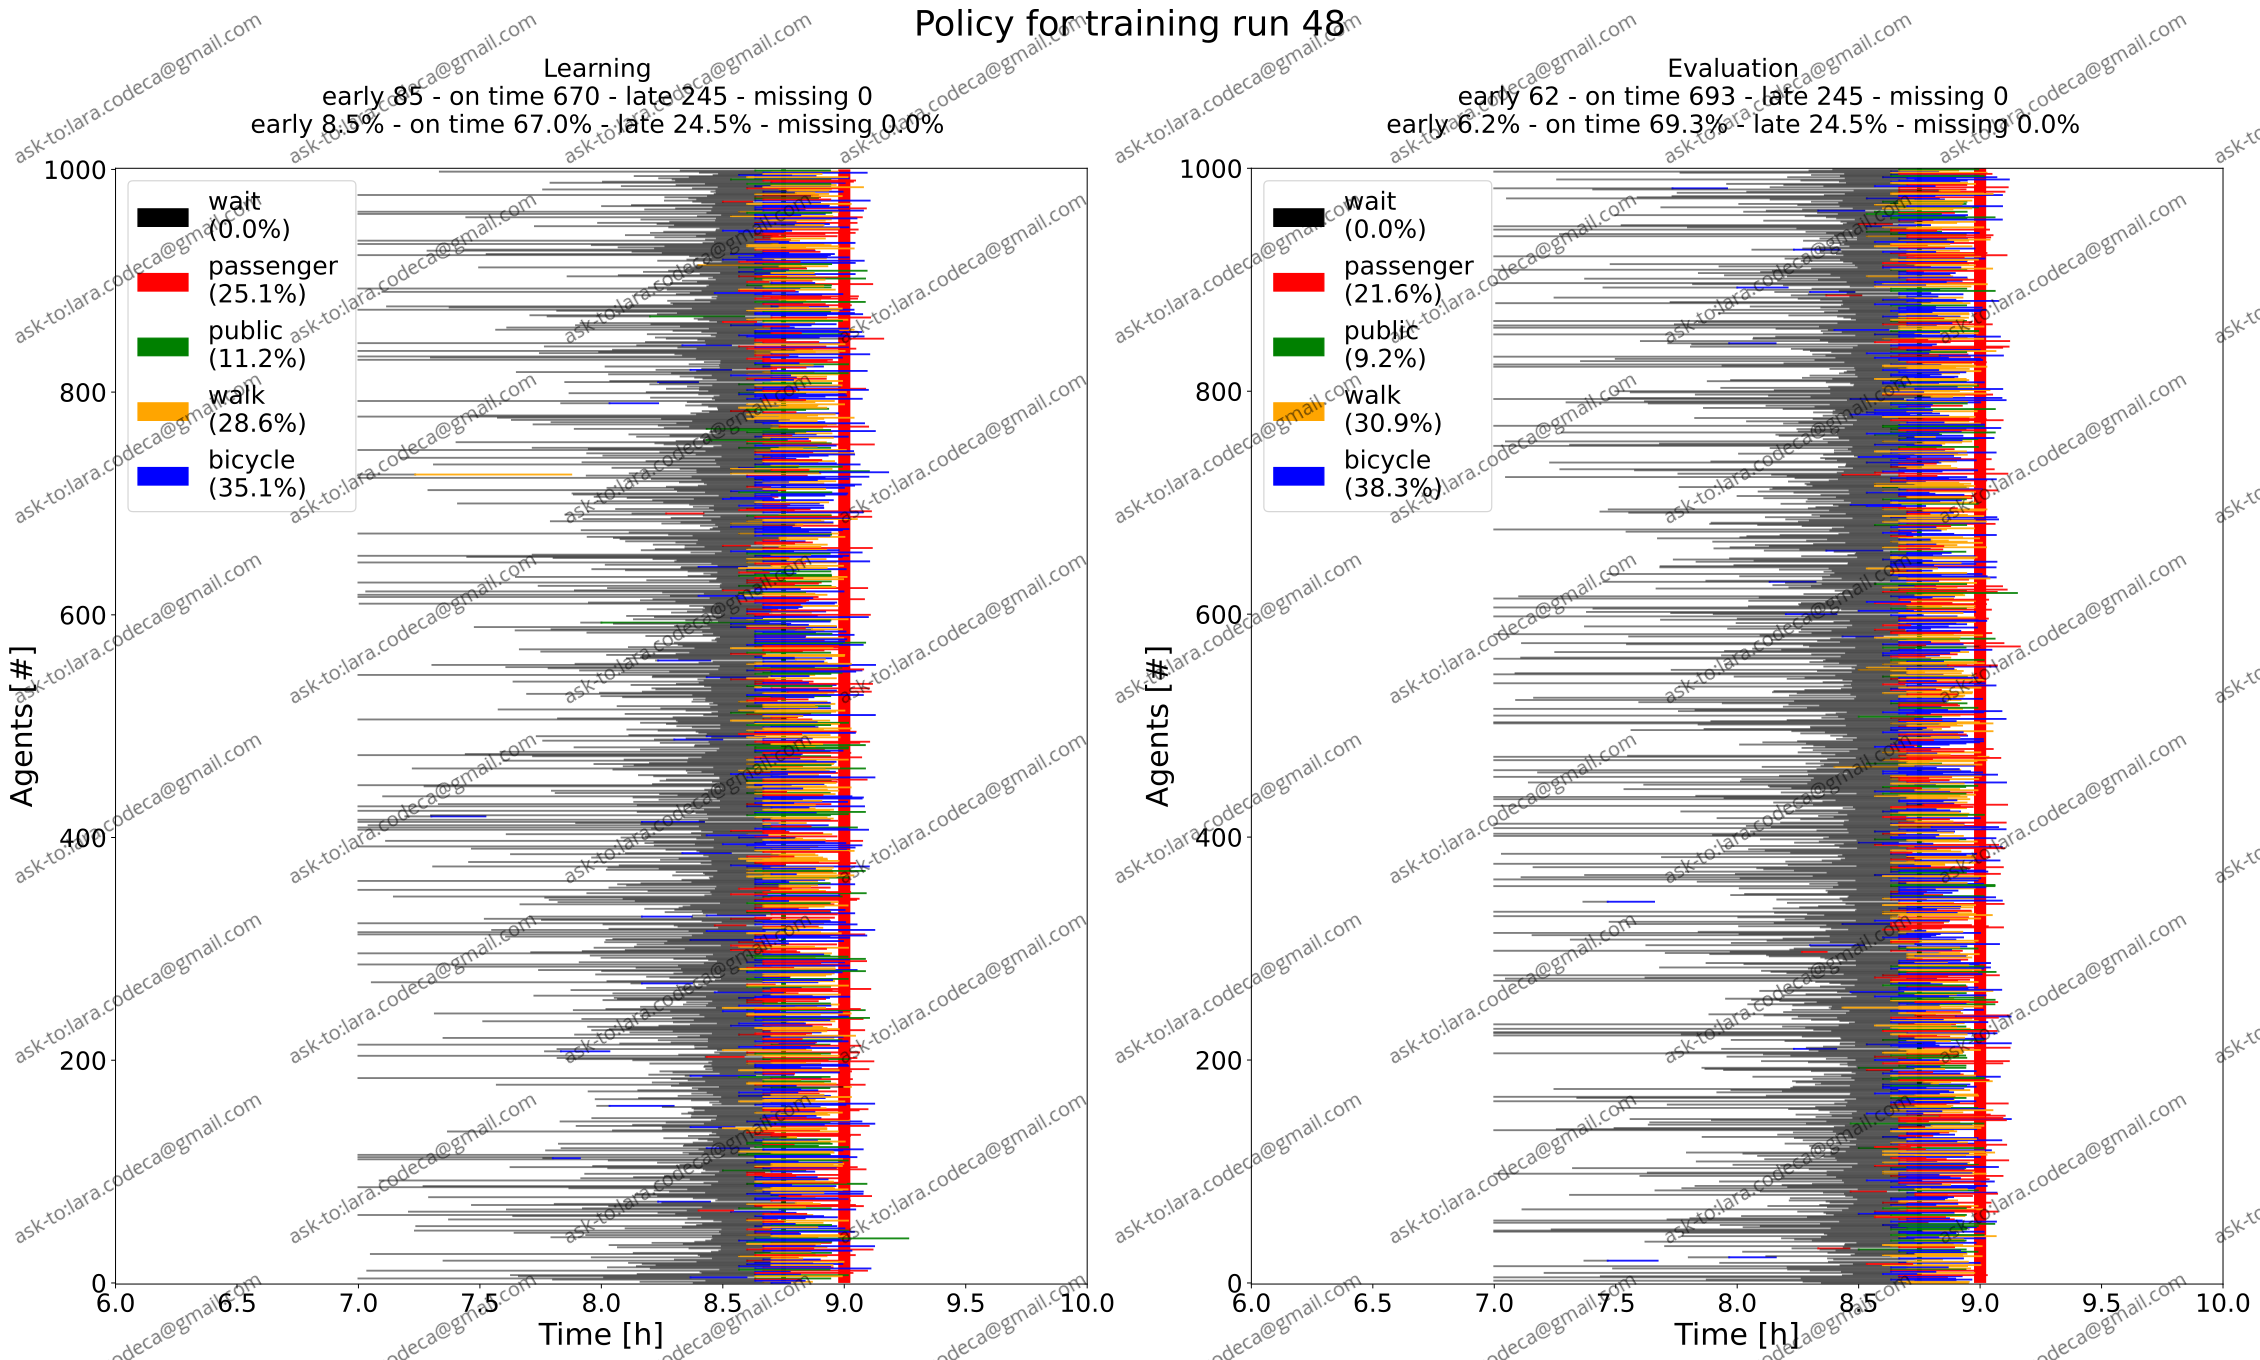 Policy for training run 48
Learning
early 85 - on time 670 - late 245 - missing 0
early 8.5% - on time 67.0% - late 24.5% - missing 0.0%
1000
800
600
400
200
0
Agents [#]
wait
(0.0%)
passenger
(25.1%)
public
(11.2%)
walk
(28.6%)
bicycle
(35.1%)
6.0 6.5 7.0 7.5 8.0 8.5 9.0 9.5 10.0
Time [h]
Evaluation
early 62 - on time 693 - late 245 - missing 0
early 6.2% - on time 69.3% - late 24.5% - missing 0.0%
1000
800
600
400
200
0
Agents [#]
wait
(0.0%)
passenger
(21.6%)
public
(9.2%)
walk
(30.9%)
bicycle
(38.3%)
6.0 6.5 7.0 7.5 8.0 8.5 9.0 9.5 10.0
Time [h]
ask-to:lara.codeca@gmail.com